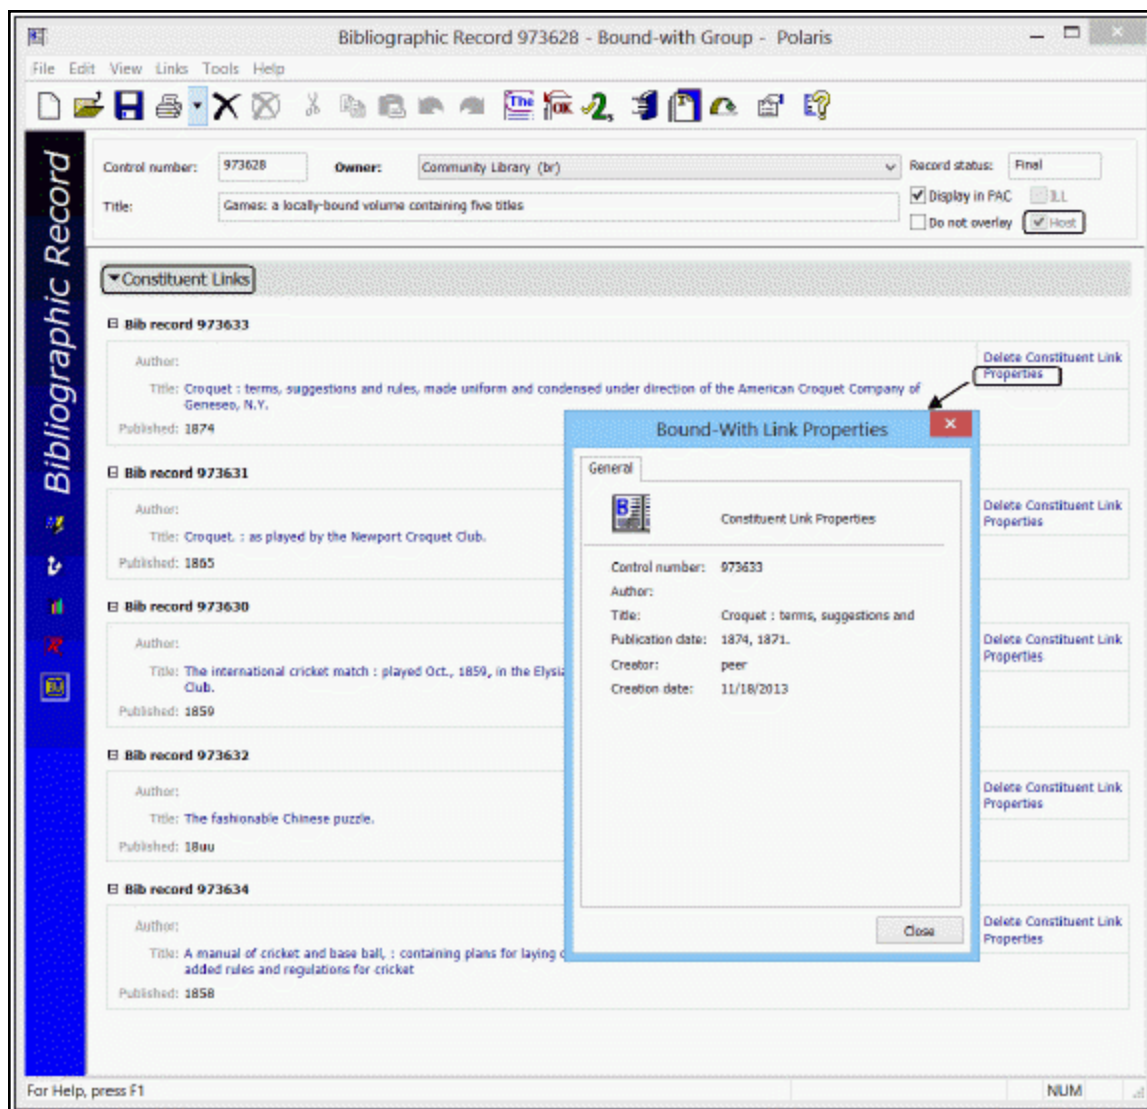 Bibliographic Record 973628 - Bound-with Group - Polaris
File Edit View Links Tools Help
Bibliographic Record
Control number: 973628 Owner: Community Library (br) Record status: Final
Title: Games: a locally-bound volume containing five titles
Display in PAC ILL
Do not overlay Host
Constituent Links
Bib record 973633
Author:
Title: Croquet : terms, suggestions and rules, made uniform and condensed under direction of the American Croquet Company of
Geneseo, N.Y.
Published: 1874
Delete Constituent Link
Properties
Bib record 973631
Author:
Title: Croquet. : as played by the Newport Croquet Club.
Published: 1865
Delete Constituent Link
Properties
Bib record 973630
Author:
Title: The international cricket match : played Oct., 1859, in the Elysia
Club.
Published: 1859
Delete Constituent Link
Properties
Bib record 973632
Author:
Title: The fashionable Chinese puzzle.
Published: 18uu
Delete Constituent Link
Properties
Bib record 973634
Author:
Title: A manual of cricket and base ball, : containing plans for laying
added rules and regulations for cricket
Published: 1858
Delete Constituent Link
Properties
Bound-With Link Properties
General
Constituent Link Properties
Control number: 973633
Author:
Title: Croquet : terms, suggestions and
Publication date: 1874, 1871.
Creator: peer
Creation date: 11/18/2013
Close
For Help, press F1 NUM